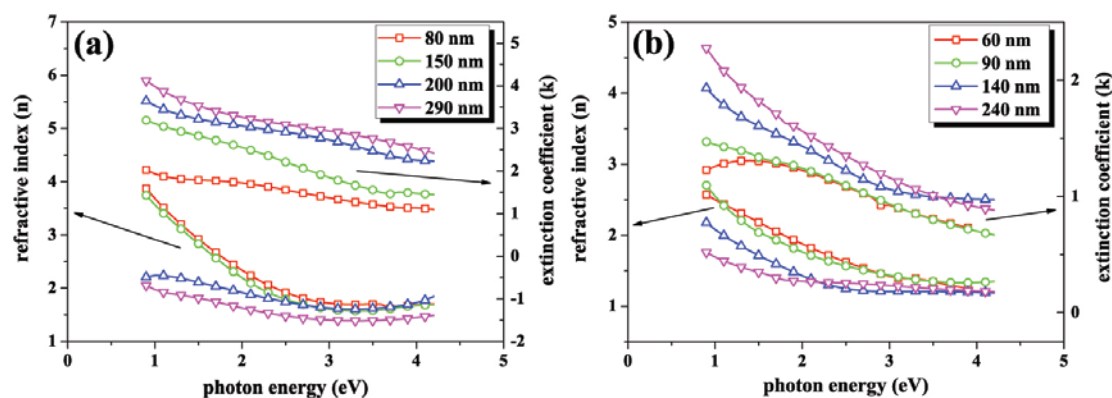 (a)
80 nm
150 nm
200 nm
290 nm
refractive index (n)
7
6
5
4
3
2
1
extinction coefficient (k)
5
4
3
2
1
0
-1
-2
0 1 2 3 4 5
photon energy (eV)
(b)
60 nm
90 nm
140 nm
240 nm
refractive index (n)
5
4
3
2
1
extinction coefficient (k)
2
1
0
0 1 2 3 4 5
photon energy (eV)